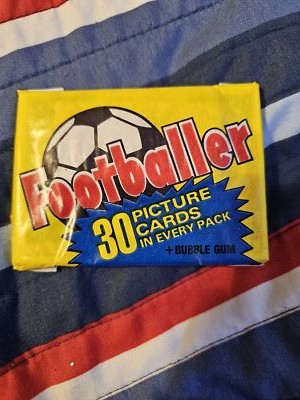 Footballer
30 PICTURE
CARDS
IN EVERY PACK
+BUBBLE GUM